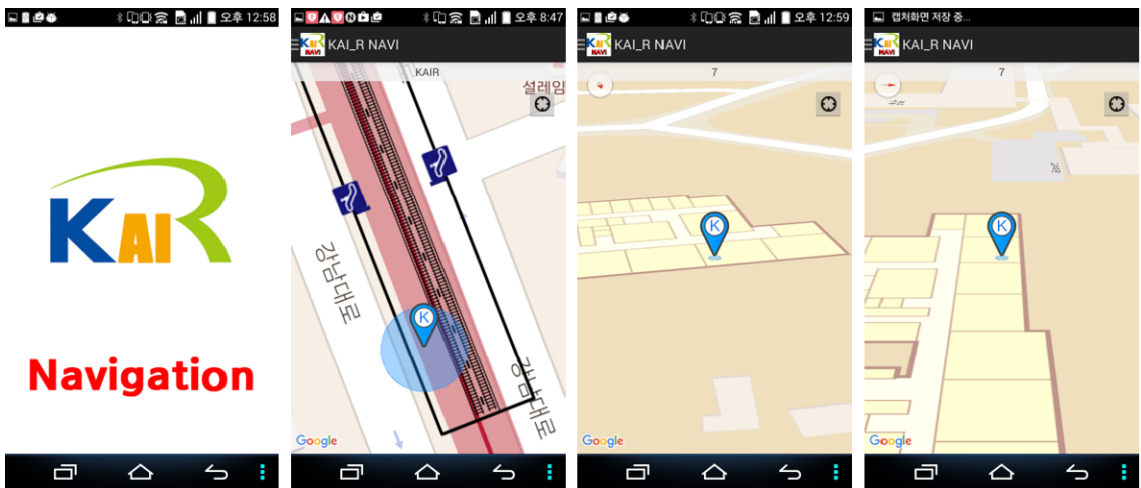 오후 12:58
KAIR
Navigation
오후 8:47
KAI_R NAVI
KAIR
설레임
강남대로
강남대로
K
Google
오후 12:59
KAI_R NAVI
7
K
Google
캡처화면 저장 중...
KAI_R NAVI
7
K
Google